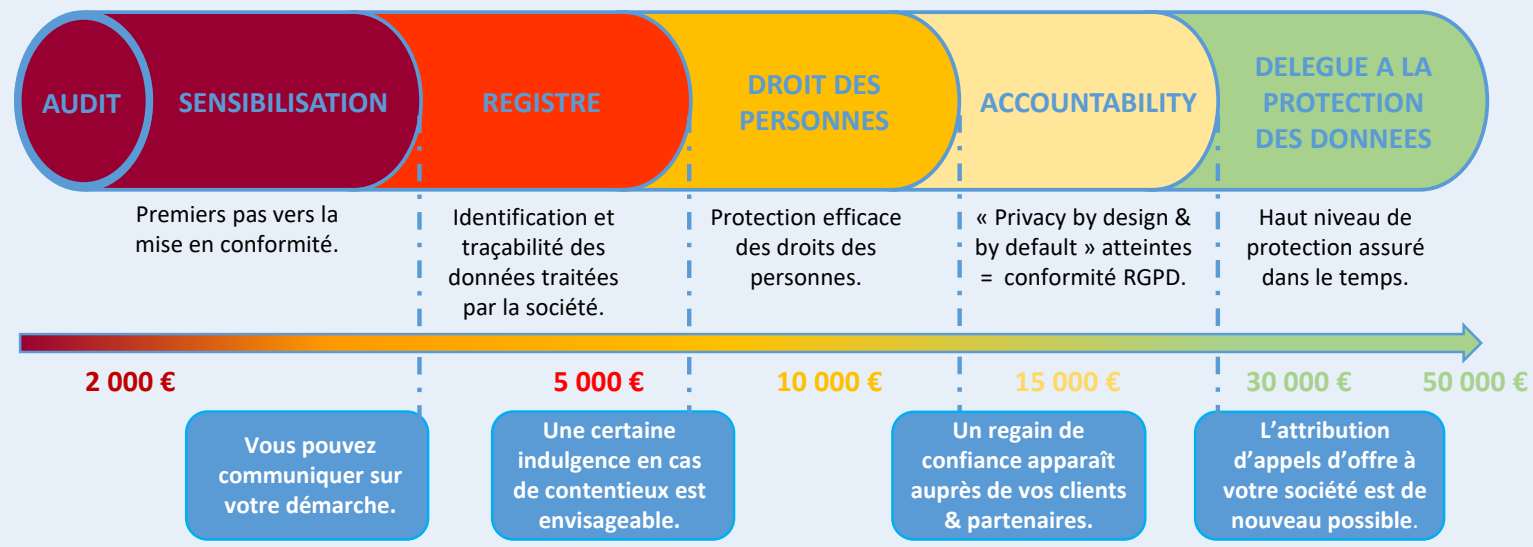 AUDIT
SENSIBILISATION
REGISTRE
DROIT DES
PERSONNES
ACCOUNTABILITY
DELEGUE A LA
PROTECTION
DES DONNEES
Premiers pas vers la
mise en conformité.
Identification et
traçabilité des
données traitées
par la société.
Protection efficace
des droits des
personnes.
« Privacy by design &
by default » atteintes
= conformité RGPD.
Haut niveau de
protection assuré
dans le temps.
2 000 €
5 000 €
10 000 €
15 000 €
30 000 €
50 000 €
Vous pouvez
communiquer sur
votre démarche.
Une certaine
indulgence en cas
de contentieux est
envisageable.
Un regain de
confiance apparaît
auprès de vos clients
& partenaires.
L’attribution
d’appels d’offre à
votre société est de
nouveau possible.